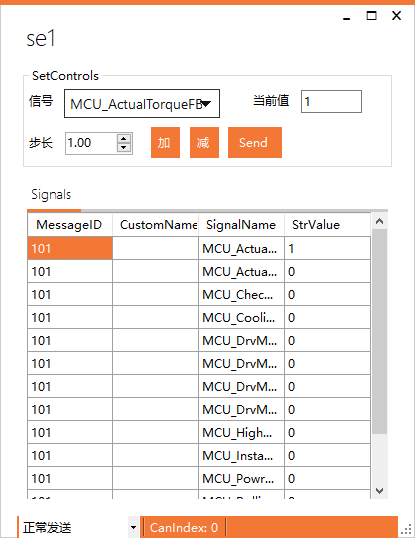 se1
SetControls
信号 MCU_ActualTorqueFB 当前值 1
步长 1.00 加 减 Send
Signals
MessageID CustomName SignalName StrValue
101 MCU_Actua... 1
101 MCU_Actua... 0
101 MCU_Chec... 0
101 MCU_Cooli... 0
101 MCU_DrvM... 0
101 MCU_DrvM... 0
101 MCU_DrvM... 0
101 MCU_DrvM... 0
101 MCU_High... 0
101 MCU_Insta... 0
101 MCU_Powr... 0
101 MCU_Rolli... 0
正常发送 CanIndex: 0